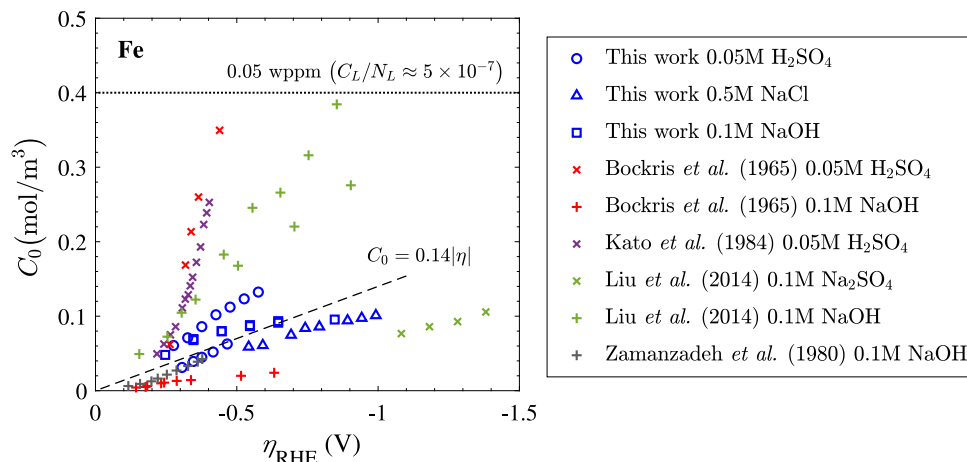 Fe
0.05 wppm (C_L/N_L ≈ 5 × 10⁻⁷)
C₀ = 0.14|η|
0.5
0.4
0.3
0.2
0.1
0
C₀ (mol/m³)
0 -0.5 -1 -1.5
η_RHE (V)
This work 0.05M H₂SO₄
This work 0.5M NaCl
This work 0.1M NaOH
Bockris et al. (1965) 0.05M H₂SO₄
Bockris et al. (1965) 0.1M NaOH
Kato et al. (1984) 0.05M H₂SO₄
Liu et al. (2014) 0.1M Na₂SO₄
Liu et al. (2014) 0.1M NaOH
Zamanzadeh et al. (1980) 0.1M NaOH